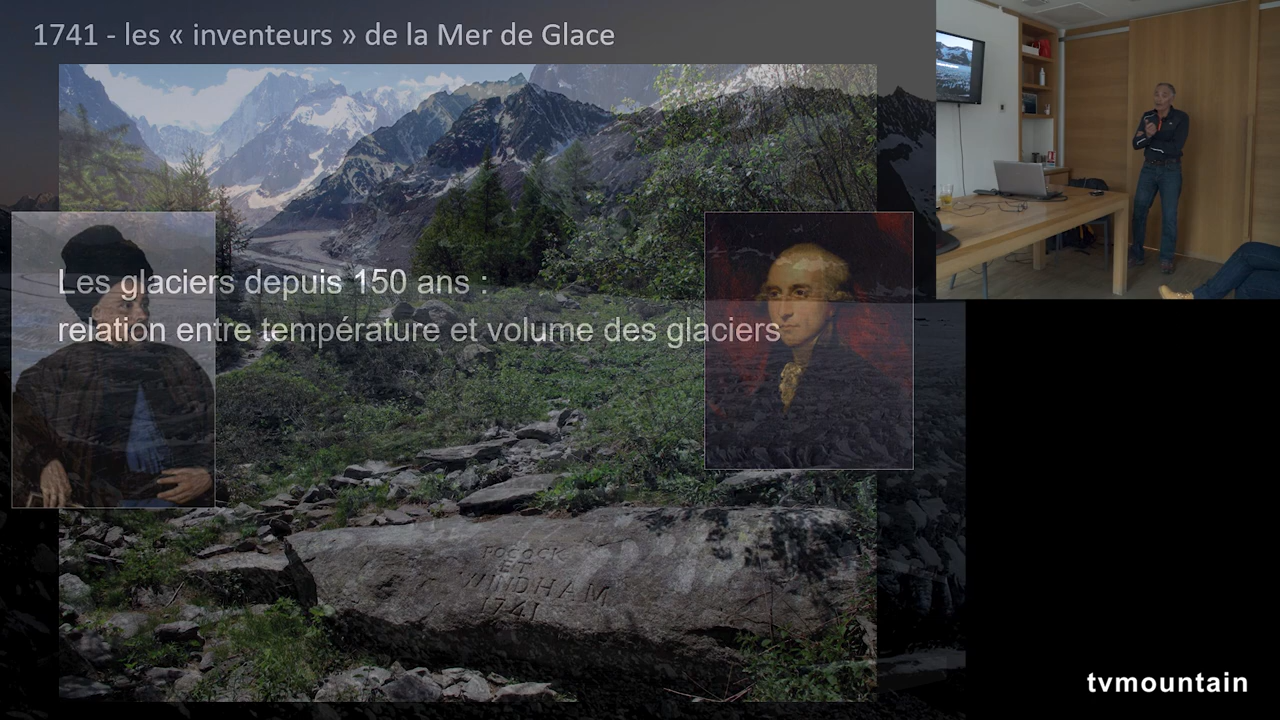 1741 - les « inventeurs » de la Mer de Glace
Les glaciers depuis 150 ans :
relation entre température et volume des glaciers
POCOCK
ET
WINDHAM
1741
tvmountain